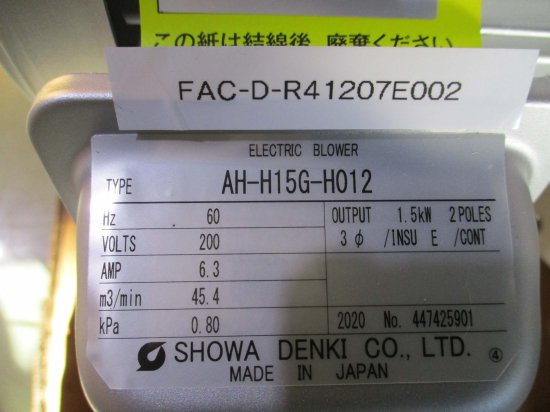 この紙は結線後、廃棄ください
FAC-D-R41207E002
ELECTRIC BLOWER
TYPE AH-H15G-H012
Hz 60 OUTPUT 1.5kW 2POLES
VOLTS 200 3 φ /INSU E /CONT
AMP 6.3
m3/min 45.4
kPa 0.80 2020 No. 447425901
SHOWA DENKI CO., LTD. ④
MADE IN JAPAN